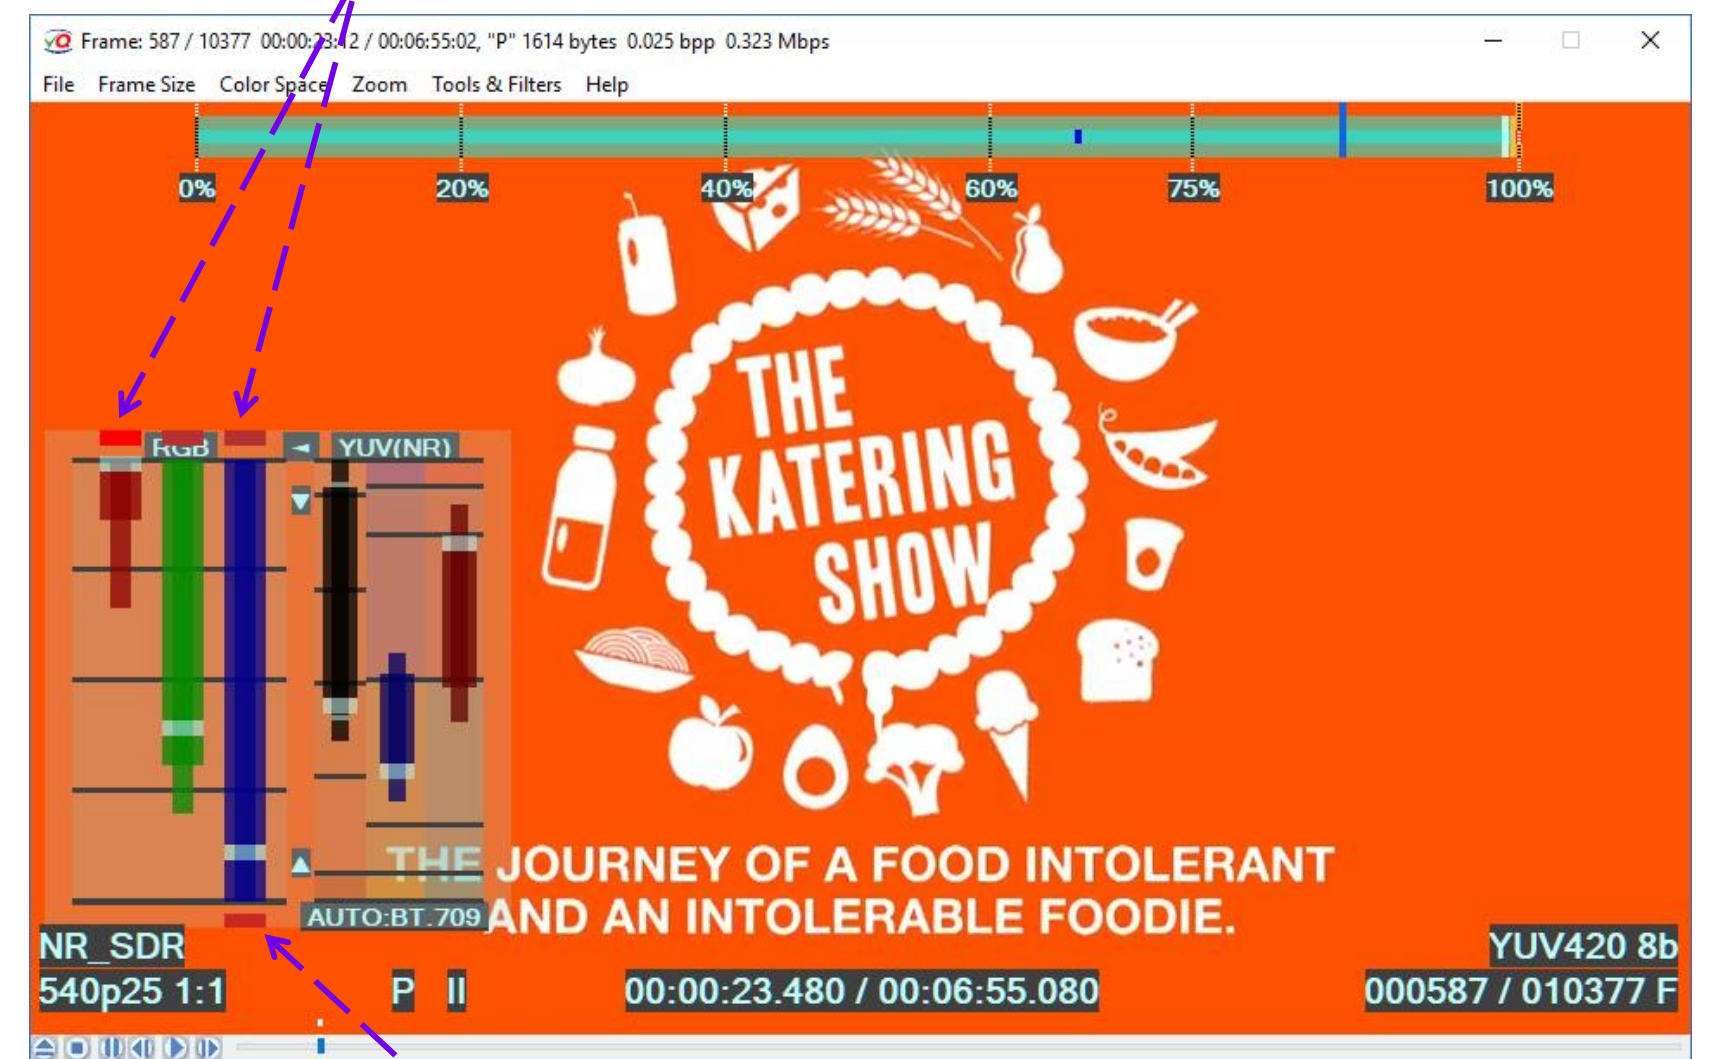 Frame: 587 / 10377 00:00:23:12 / 00:06:55:02, "P" 1614 bytes 0.025 bpp 0.323 Mbps
File Frame Size Color Space Zoom Tools & Filters Help
0% 20% 40% 60% 75% 100%
THE
KATERING
SHOW
RGB ◄ YUV(NR)
THE JOURNEY OF A FOOD INTOLERANT
AND AN INTOLERABLE FOODIE.
AUTO:BT.709
NR_SDR
YUV420 8b
540p25 1:1 P II 00:00:23.480 / 00:06:55.080 000587 / 010377 F